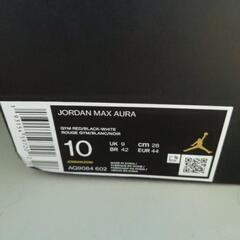 JORDAN MAX AURA
GYM RED/BLACK-WHITE
ROUGE GYM/BLANC/NOIR
10
UK 9
cm 28
BR 42
EUR 44
AQ9084 602